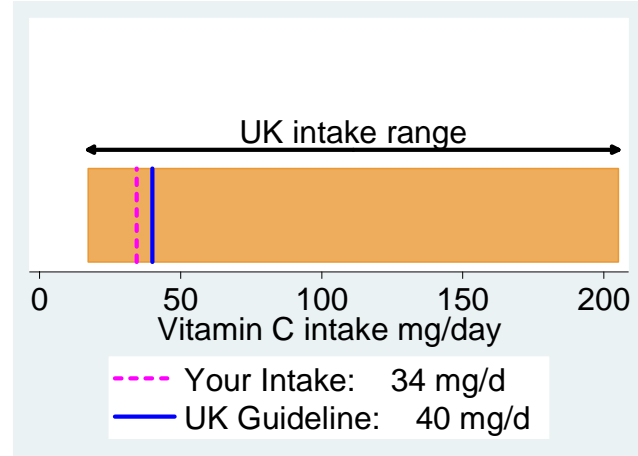 UK intake range
0 50 100 150 200
Vitamin C intake mg/day
Your Intake: 34 mg/d
UK Guideline: 40 mg/d